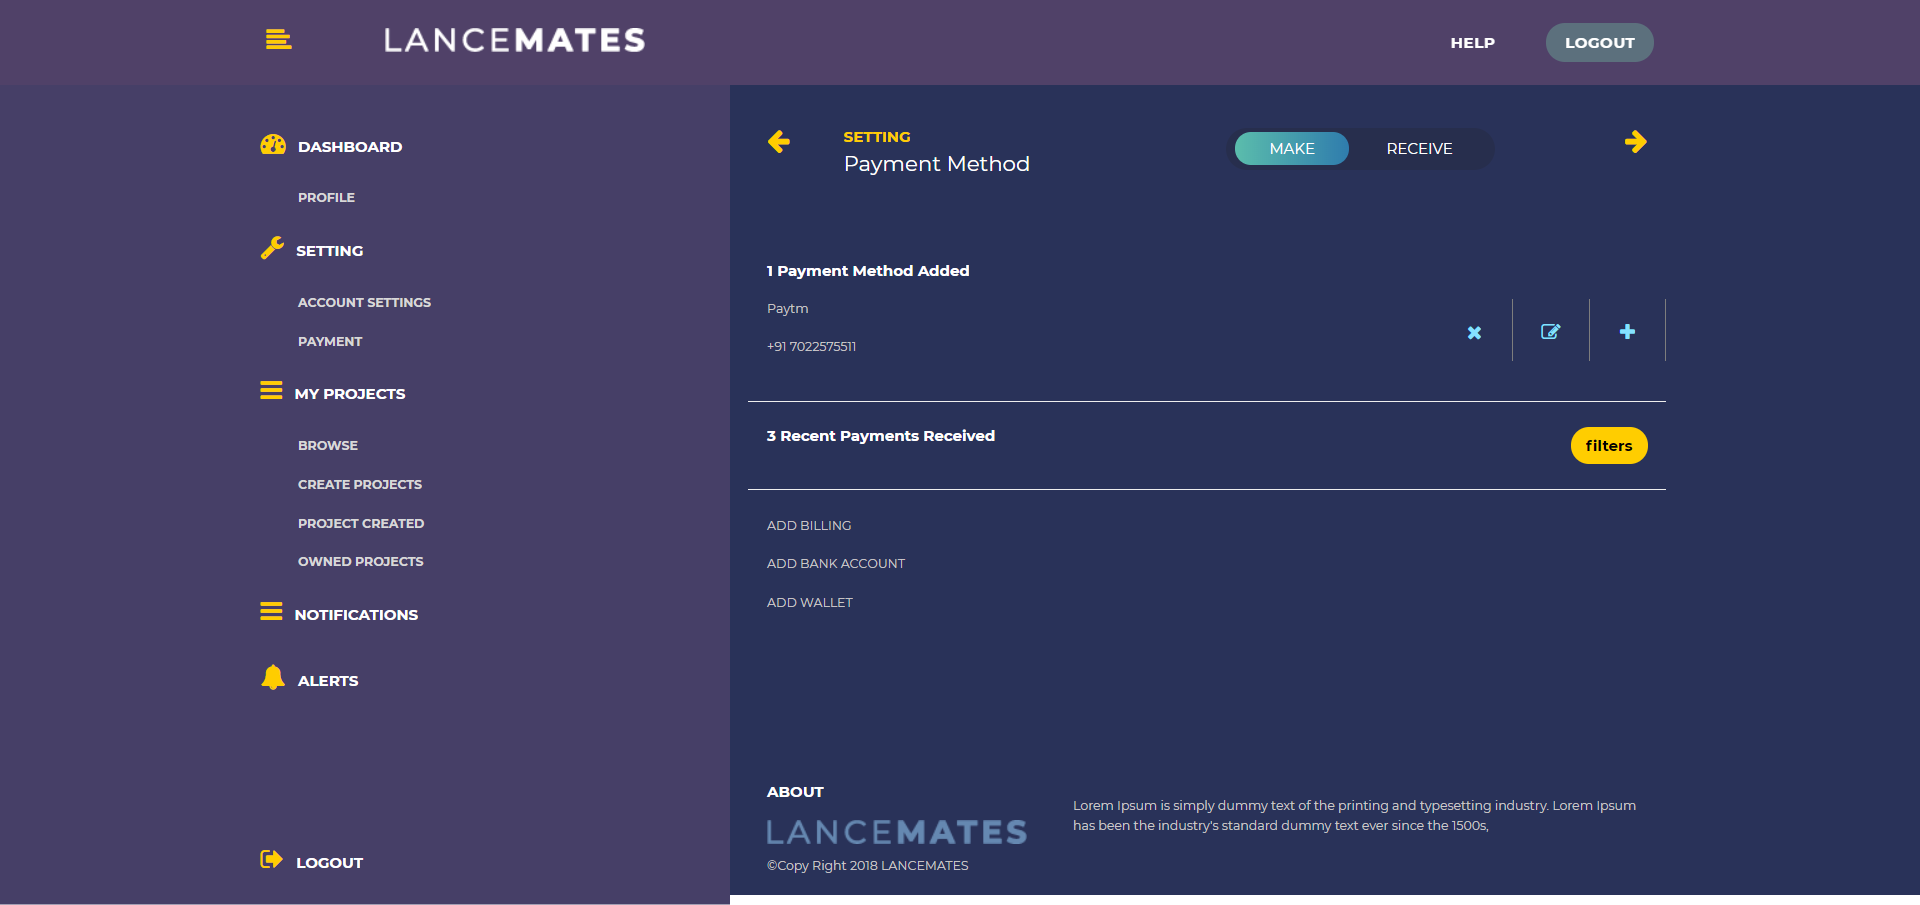 LANCEMATES
HELP
LOGOUT
DASHBOARD
PROFILE
SETTING
ACCOUNT SETTINGS
PAYMENT
MY PROJECTS
BROWSE
CREATE PROJECTS
PROJECT CREATED
OWNED PROJECTS
NOTIFICATIONS
ALERTS
LOGOUT
SETTING
Payment Method
MAKE
RECEIVE
1 Payment Method Added
Paytm
+91 7022575511
3 Recent Payments Received
filters
ADD BILLING
ADD BANK ACCOUNT
ADD WALLET
ABOUT
LANCEMATES
©Copy Right 2018 LANCEMATES
Lorem Ipsum is simply dummy text of the printing and typesetting industry. Lorem Ipsum
has been the industry's standard dummy text ever since the 1500s,